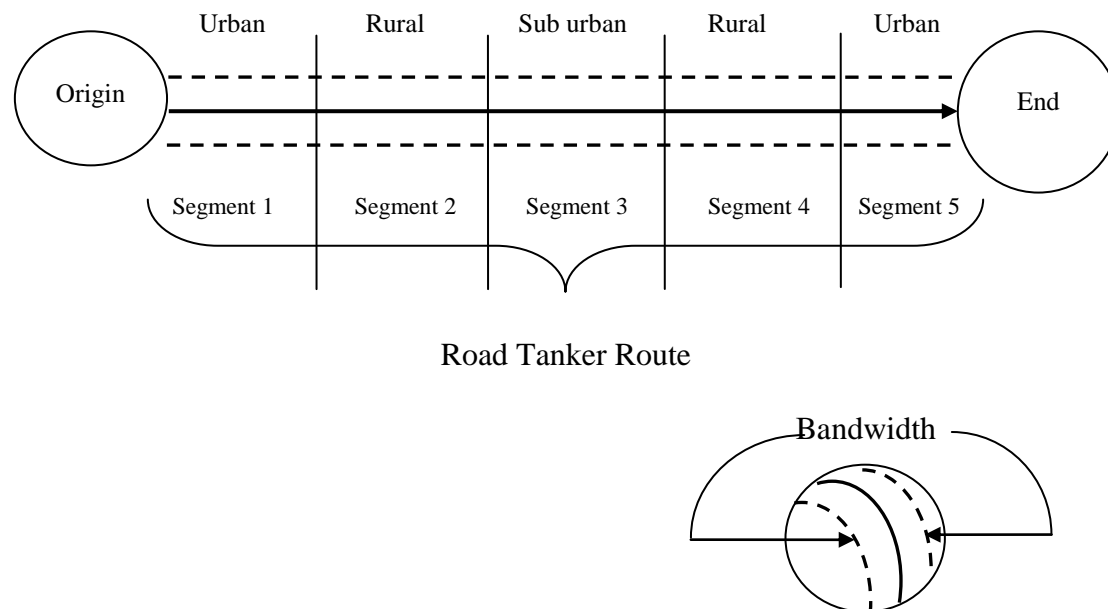 Urban Rural Sub urban Rural Urban
Origin End
Segment 1 Segment 2 Segment 3 Segment 4 Segment 5
Road Tanker Route
Bandwidth